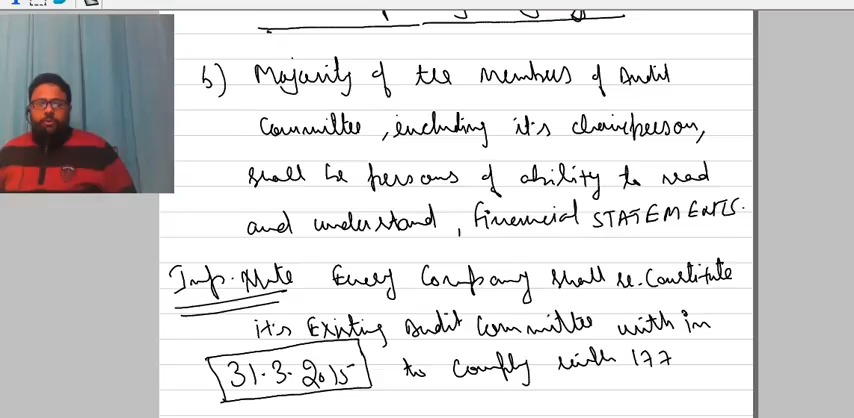 b) Majority of the members of Audit
Committee, including it's chairperson,
shall be persons of ability to read
and understand, financial STATEMENTS.
Imp. Note Every Company shall re-constitute
it's Existing Audit Committee with in
31.3.2015 to comply with 177